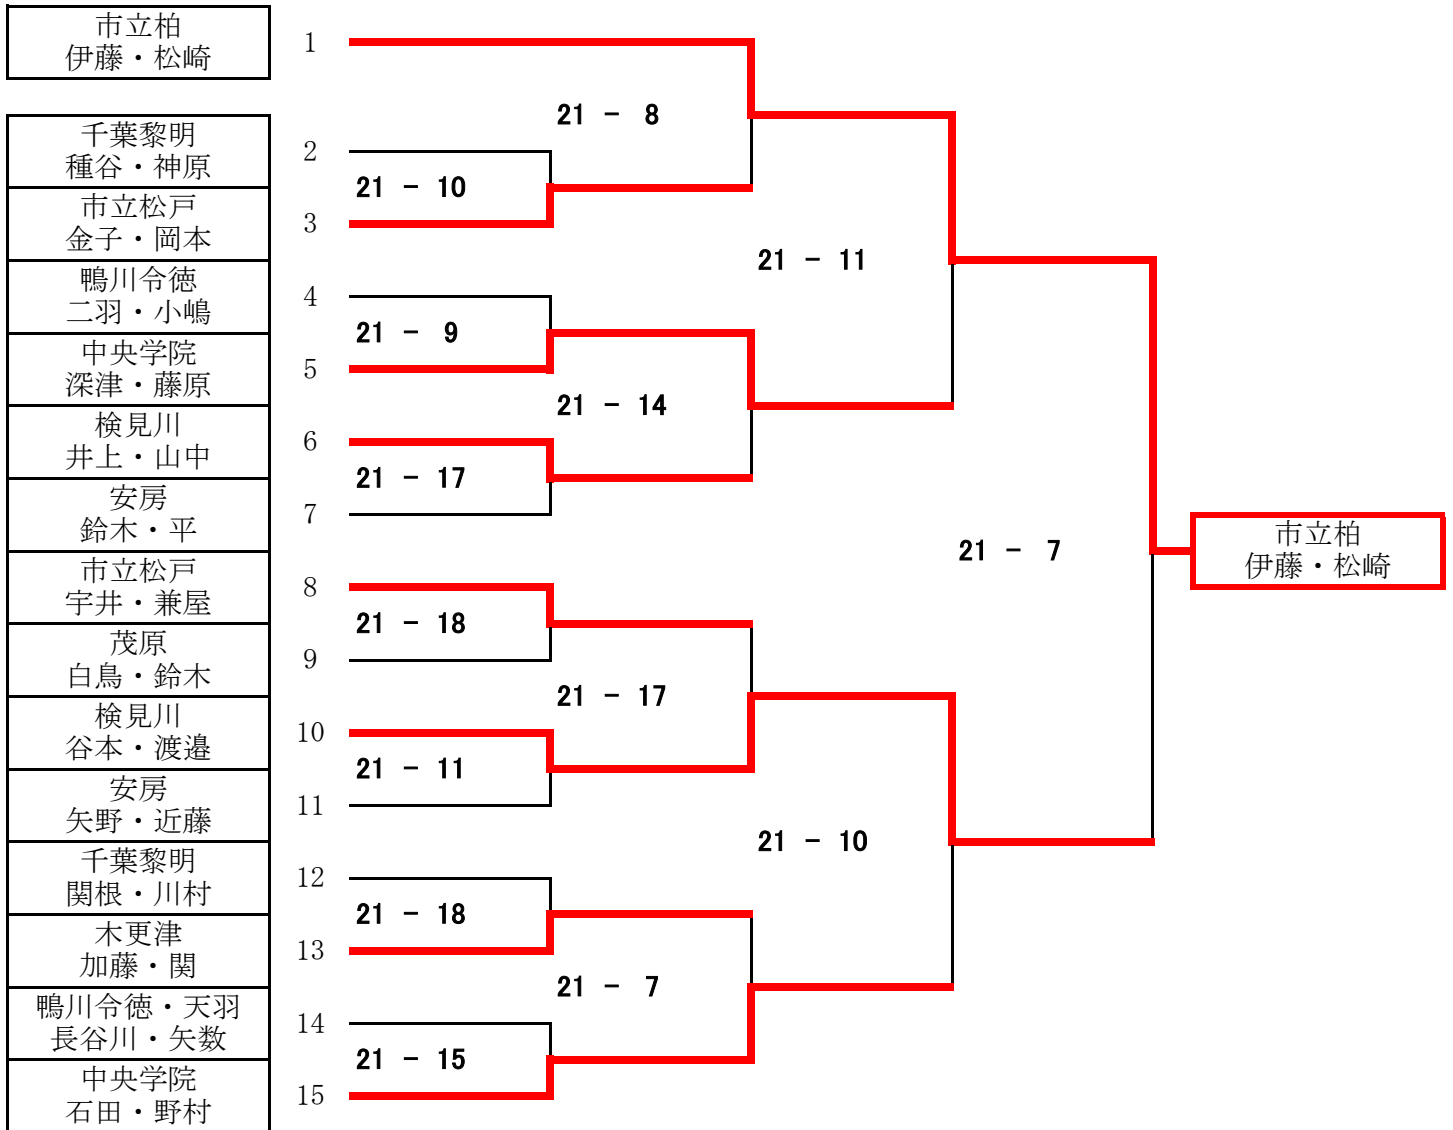 市立柏
伊藤・松崎
1
21 － 8
千葉黎明
種谷・神原
2
21 － 10
市立松戸
金子・岡本
3
21 － 11
鴨川令徳
二羽・小嶋
4
21 － 9
中央学院
深津・藤原
5
21 － 14
検見川
井上・山中
6
21 － 17
安房
鈴木・平
7
21 － 7
市立柏
伊藤・松崎
市立松戸
宇井・兼屋
8
21 － 18
茂原
白鳥・鈴木
9
21 － 17
検見川
谷本・渡邉
10
21 － 11
安房
矢野・近藤
11
21 － 10
千葉黎明
関根・川村
12
21 － 18
木更津
加藤・関
13
21 － 7
鴨川令徳・天羽
長谷川・矢数
14
21 － 15
中央学院
石田・野村
15